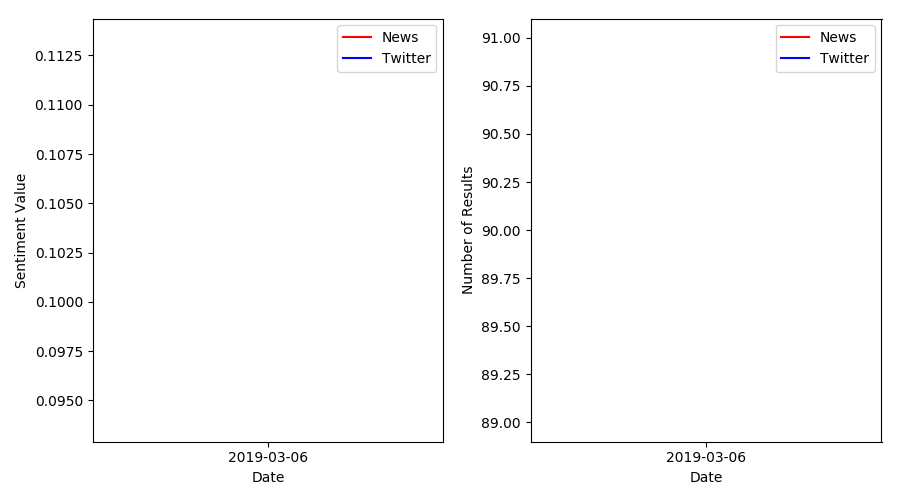 News
Twitter
0.1125
0.1100
0.1075
0.1050
0.1025
0.1000
0.0975
0.0950
Sentiment Value
2019-03-06
Date
News
Twitter
91.00
90.75
90.50
90.25
90.00
89.75
89.50
89.25
89.00
Number of Results
2019-03-06
Date